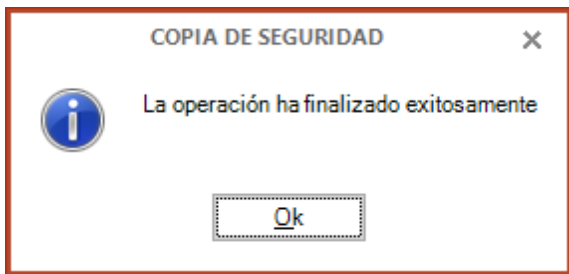 COPIA DE SEGURIDAD
La operación ha finalizado exitosamente
Ok